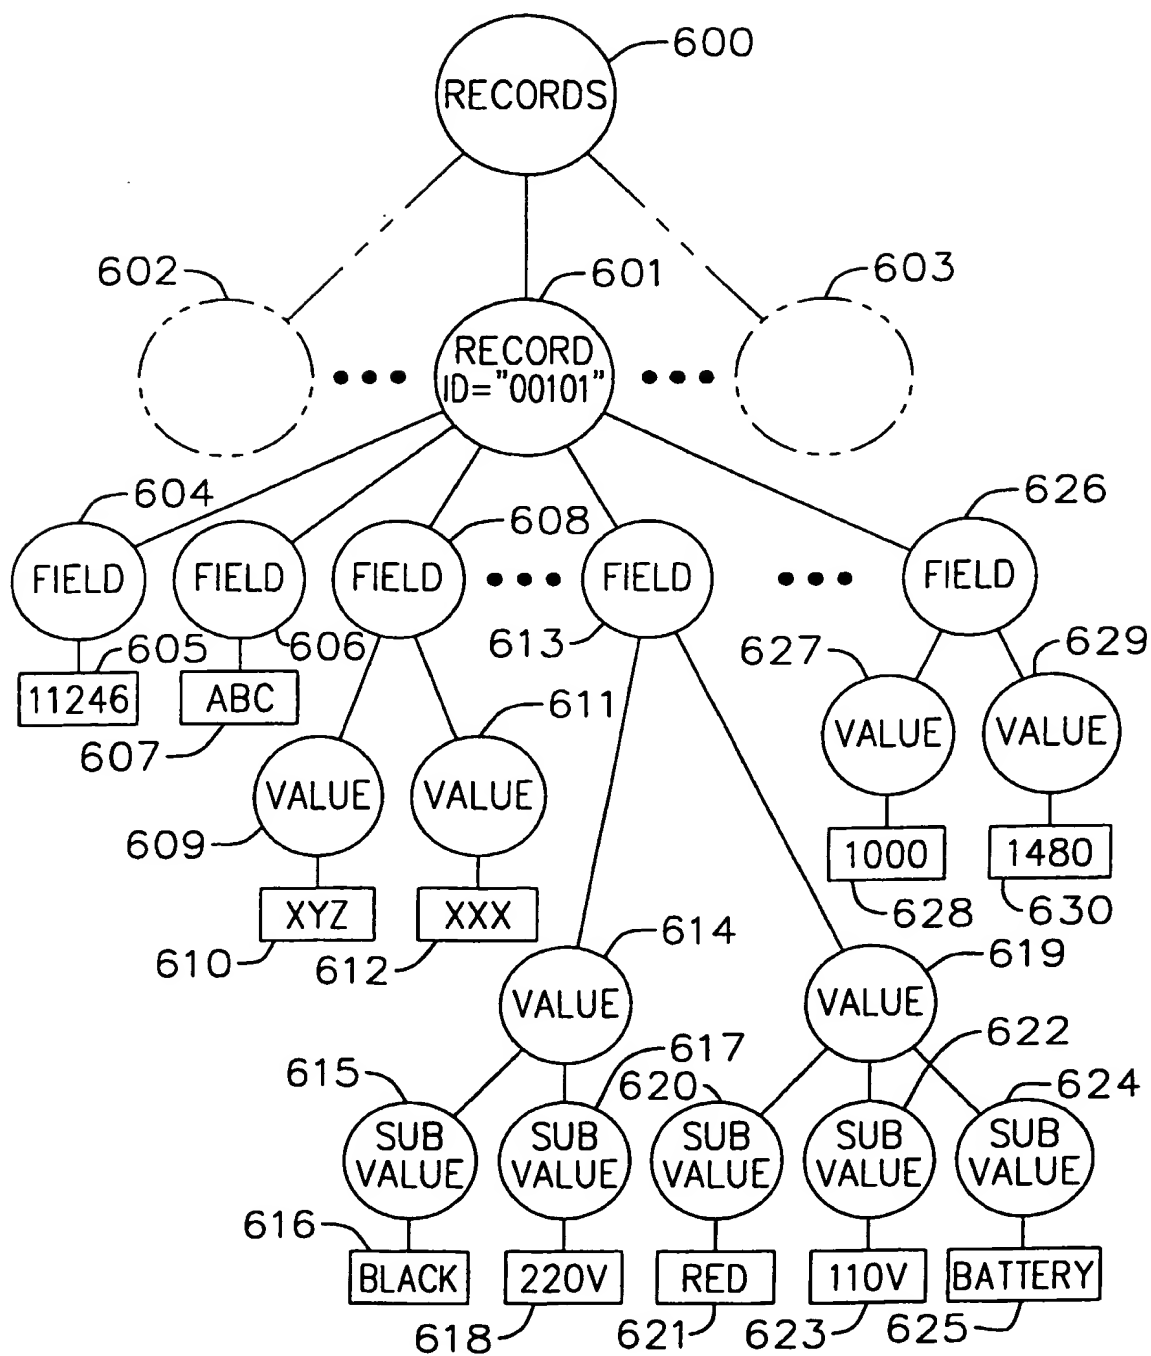 600
RECORDS
602
601
603
RECORD
ID="00101"
604
608
626
FIELD
FIELD
FIELD
FIELD
FIELD
605
606
613
627
629
11246
ABC
611
607
VALUE
VALUE
VALUE
VALUE
609
1000
1480
XYZ
XXX
628
630
610
612
614
619
VALUE
VALUE
615
617
620
622
624
SUB
VALUE
SUB
VALUE
SUB
VALUE
SUB
VALUE
SUB
VALUE
616
BLACK
220V
RED
110V
BATTERY
618
621
623
625